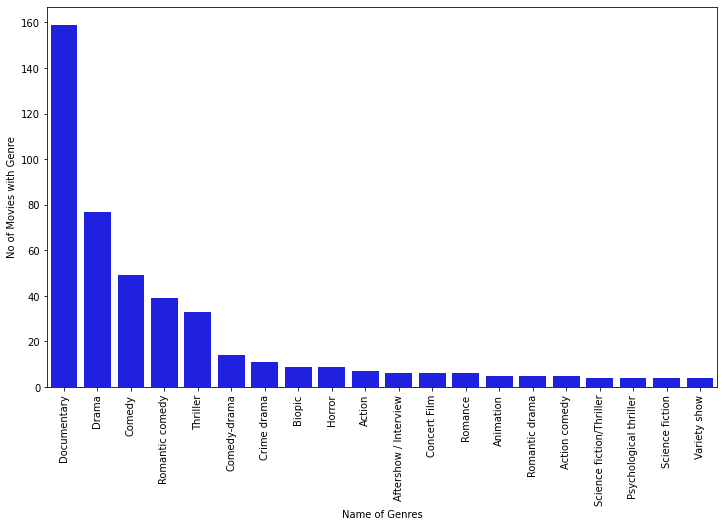 160
140
120
100
80
60
40
20
0
No of Movies with Genre
Documentary
Drama
Comedy
Romantic comedy
Thriller
Comedy-drama
Crime drama
Biopic
Horror
Action
Aftershow / Interview
Concert Film
Romance
Animation
Romantic drama
Action comedy
Science fiction/Thriller
Psychological thriller
Science fiction
Variety show
Name of Genres